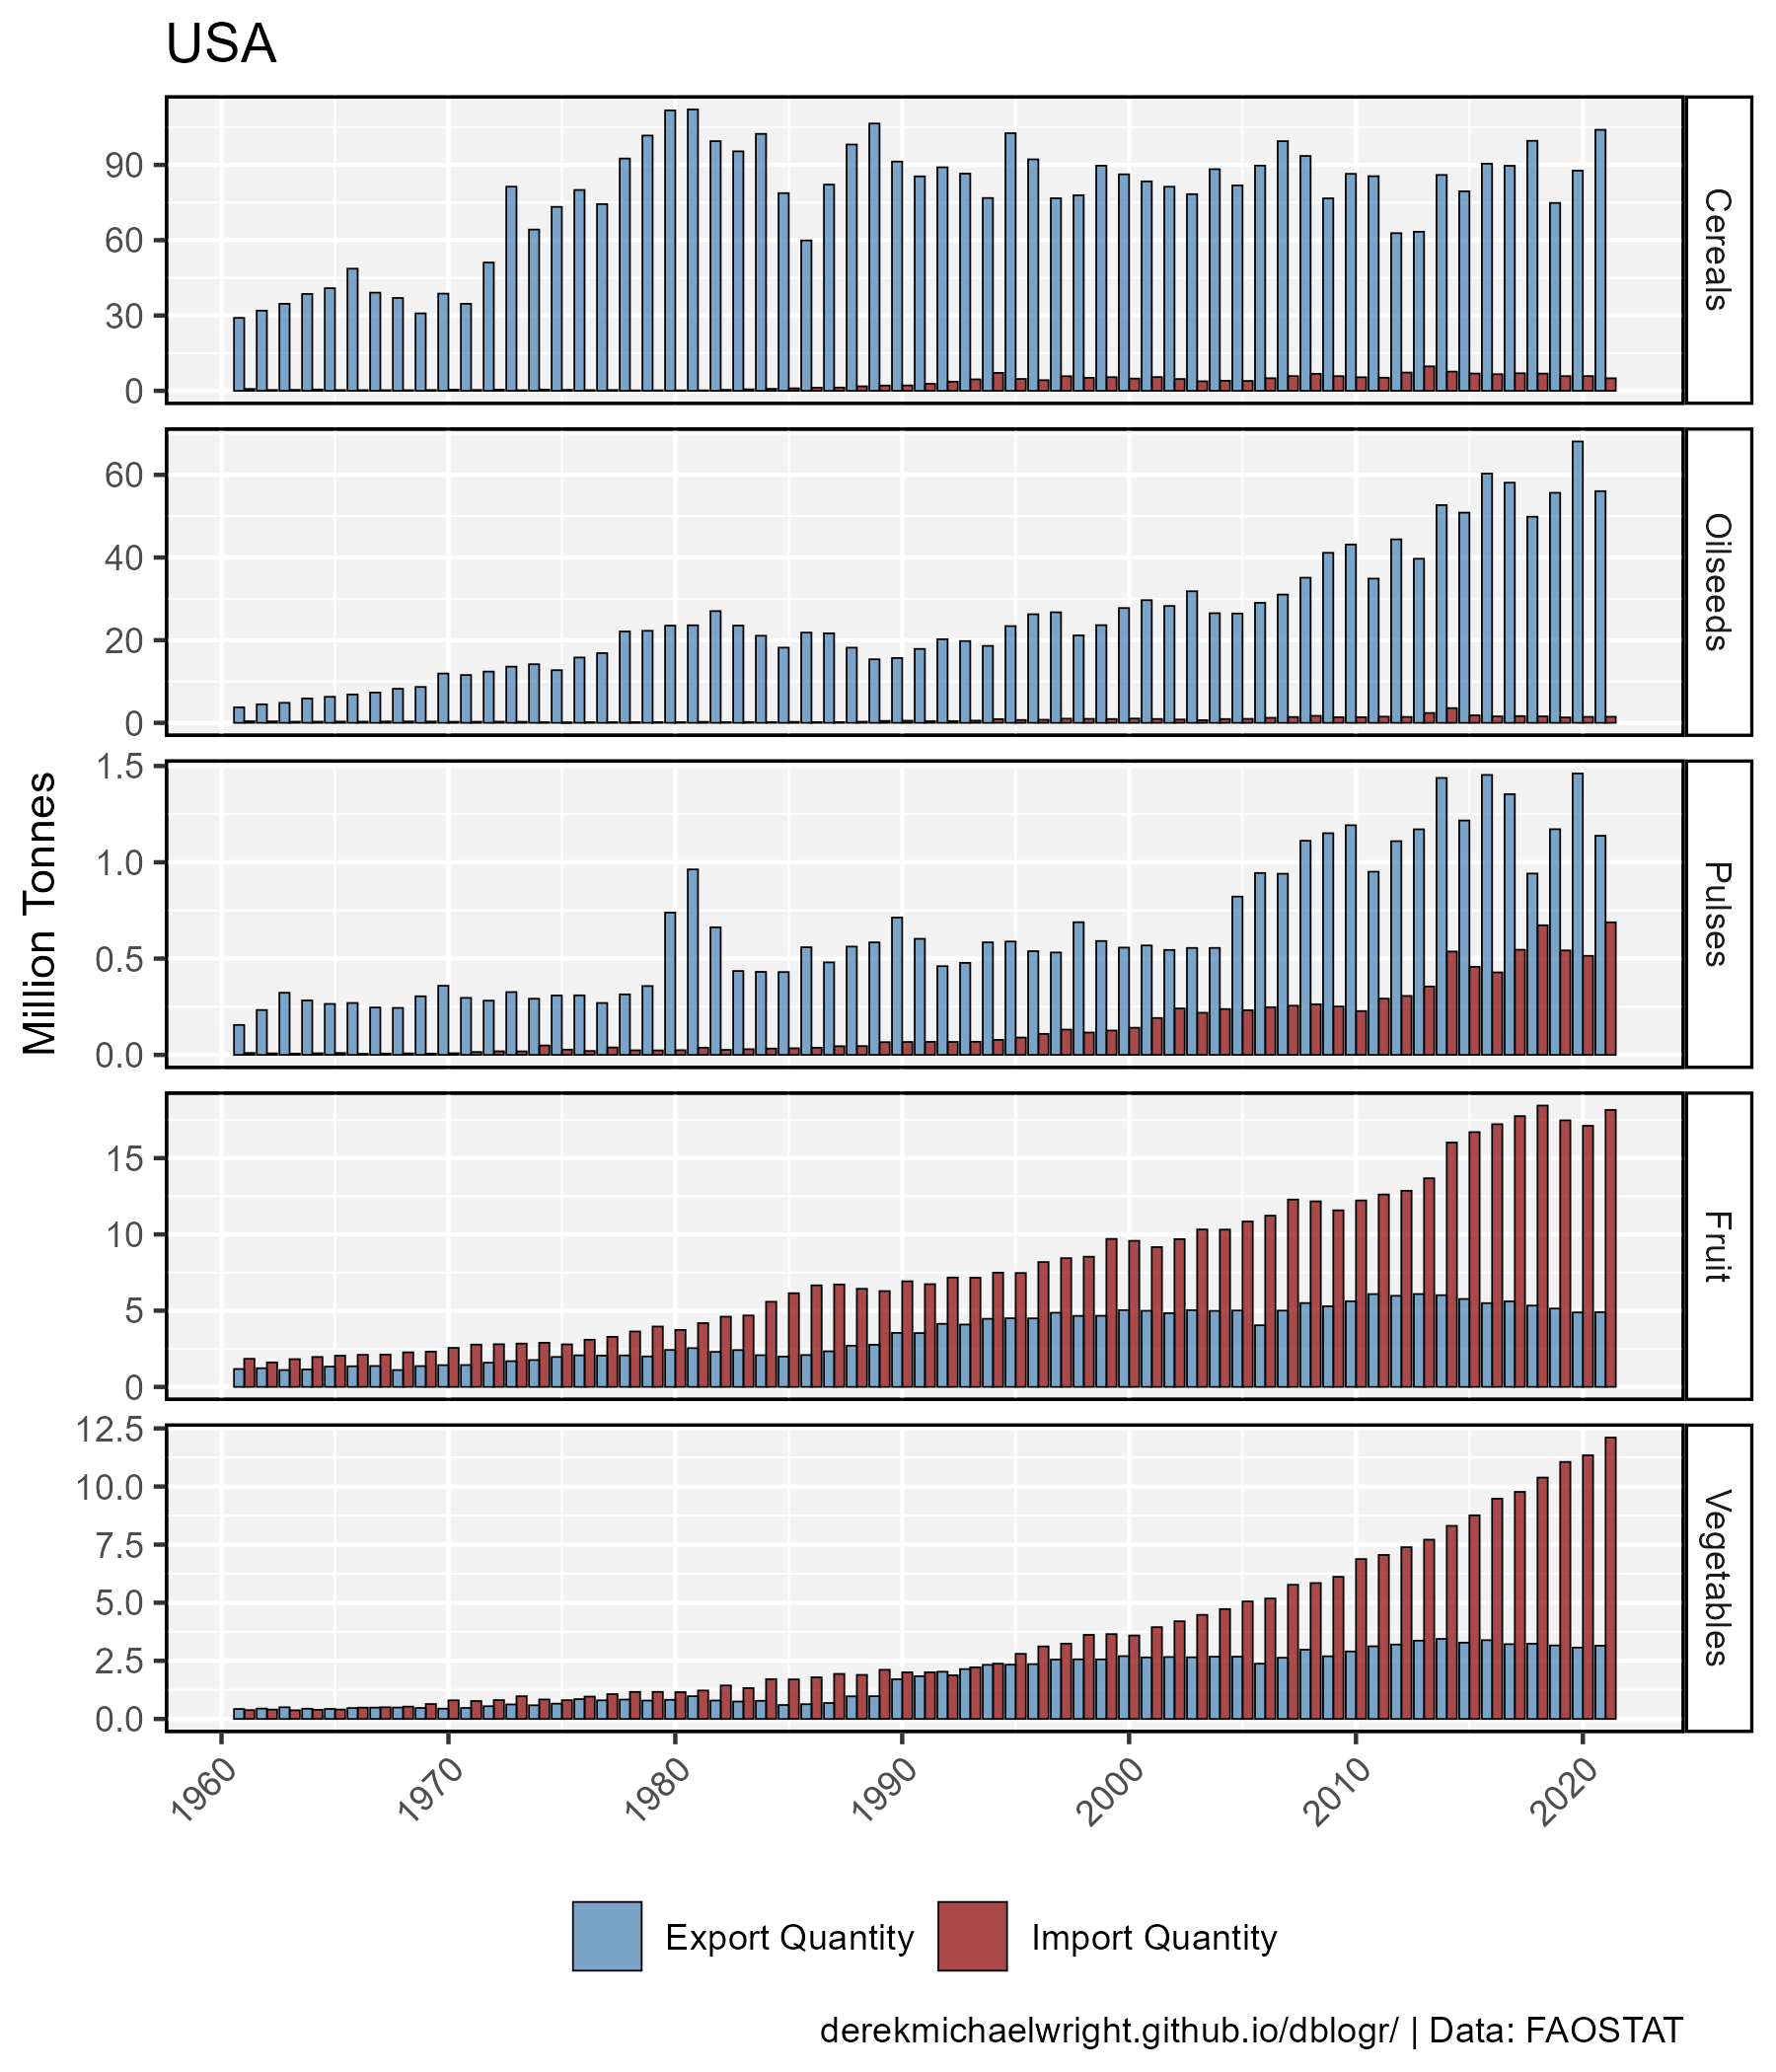 USA
Million Tonnes
90
60
30
0
Cereals
60
40
20
0
Oilseeds
1.5
1.0
0.5
0.0
Pulses
15
10
5
0
Fruit
12.5
10.0
7.5
5.0
2.5
0.0
Vegetables
1960 1970 1980 1990 2000 2010 2020
Export Quantity Import Quantity
derekmichaelwright.github.io/dblogr/ | Data: FAOSTAT